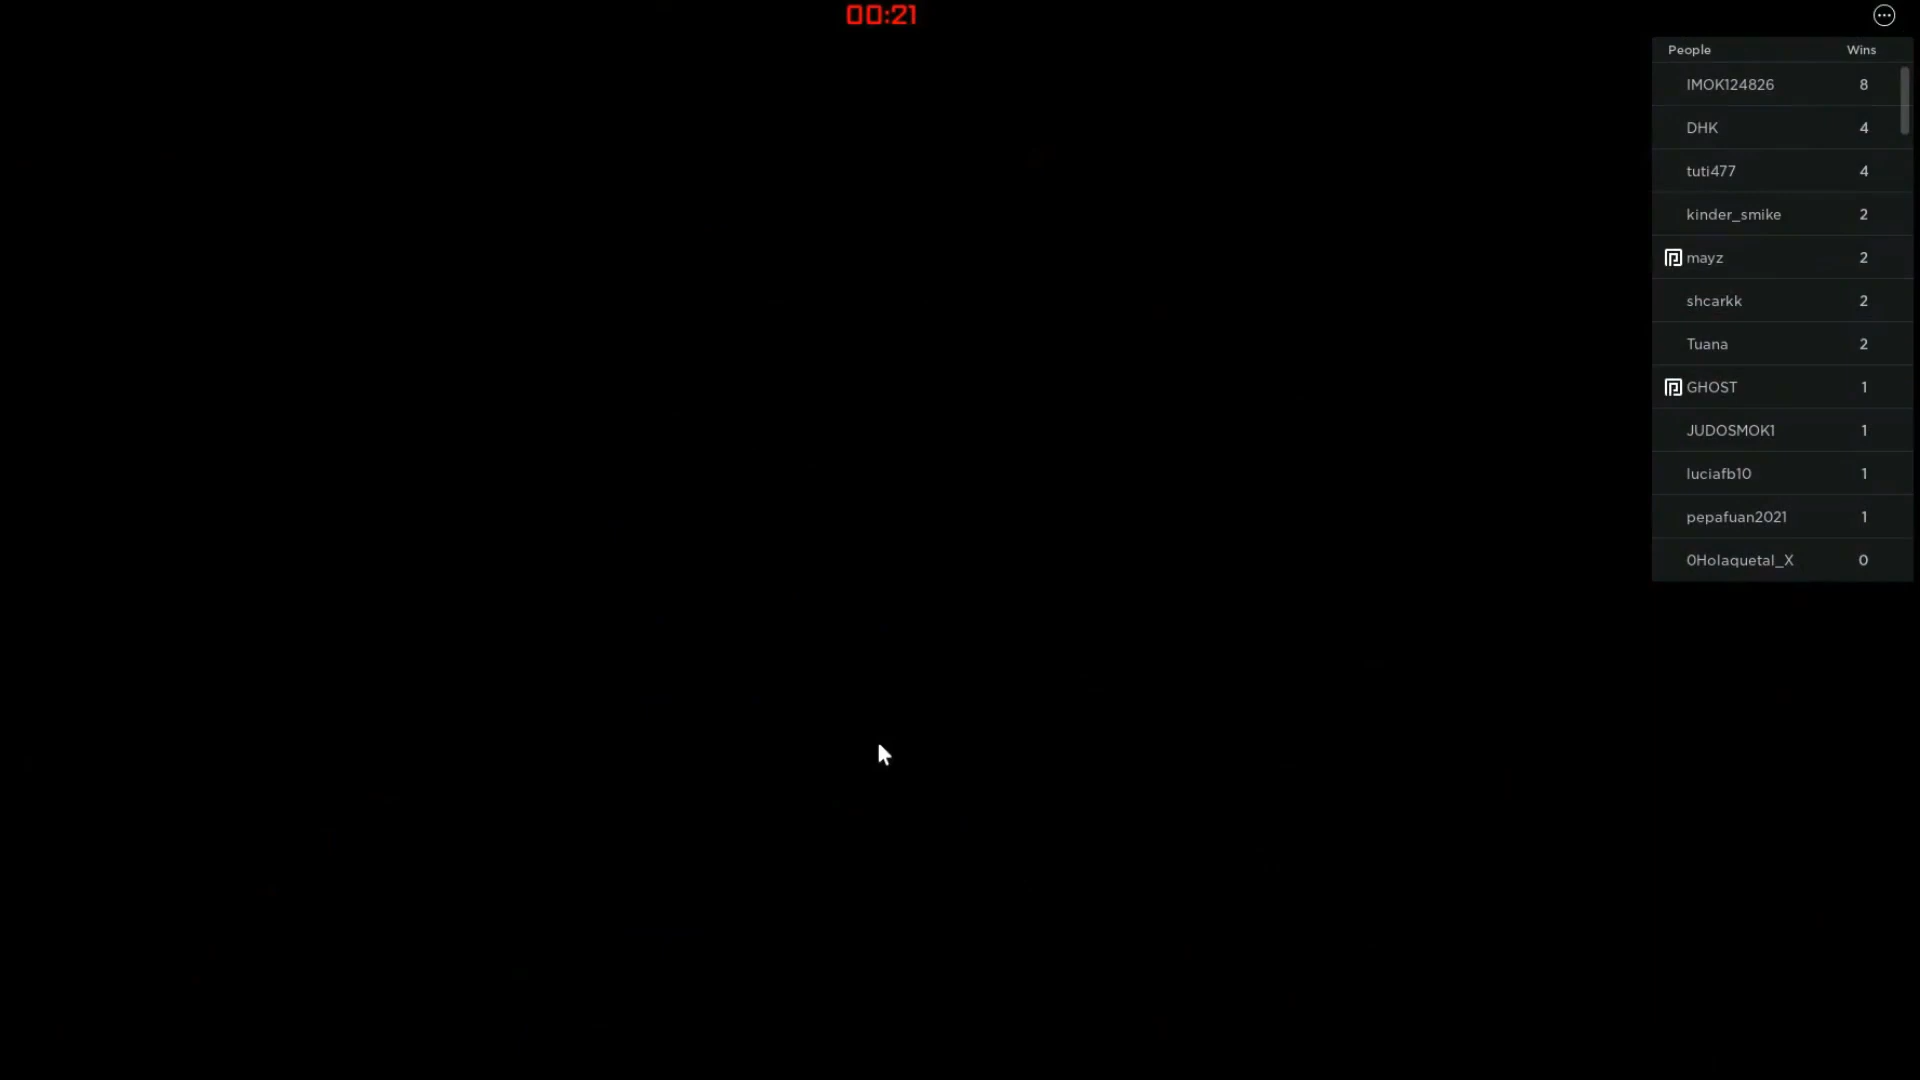 00:21
People Wins
IMOK124826 8
DHK 4
tuti477 4
kinder_smike 2
mayz 2
shcarkk 2
Tuana 2
GHOST 1
JUDOSMOK1 1
luciafb10 1
pepafuan2021 1
0Holaquetal_X 0